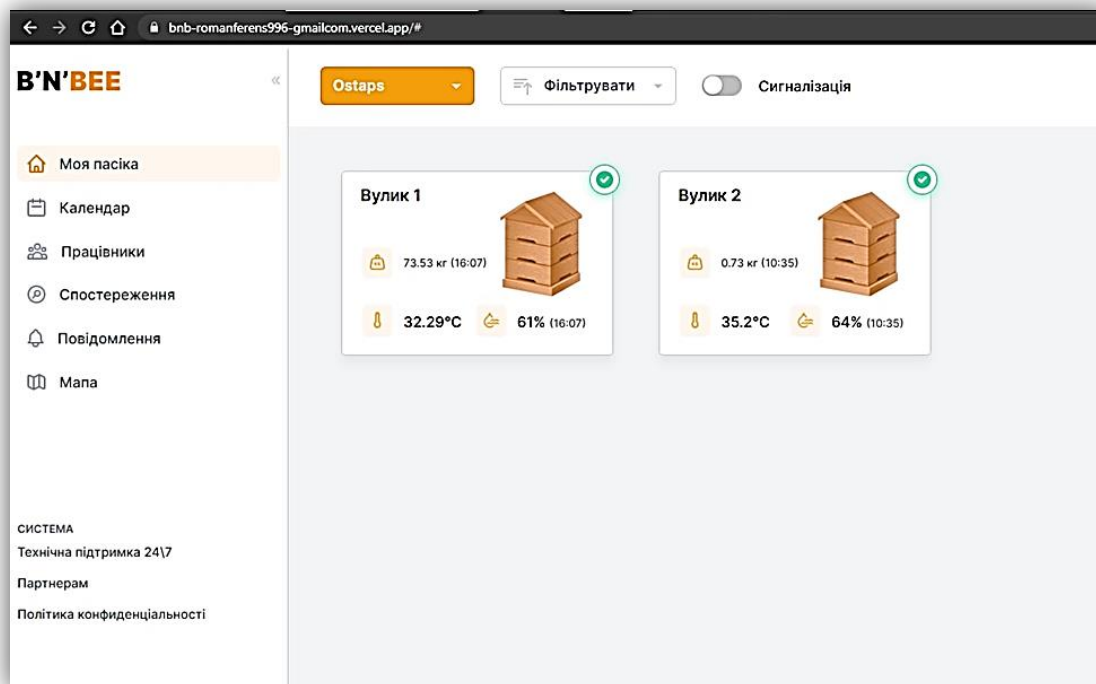 bnb-romanferens996-gmailcom.vercel.app/#
B'N'BEE
Ostaps
Фільтрувати
Сигналізація
Моя пасіка
Календар
Працівники
Спостереження
Повідомлення
Мапа
Вулик 1
73.53 кг (16:07)
32.29°C 61% (16:07)
Вулик 2
0.73 кг (10:35)
35.2°C 64% (10:35)
СИСТЕМА
Технічна підтримка 24\7
Партнерам
Політика конфіденціальності